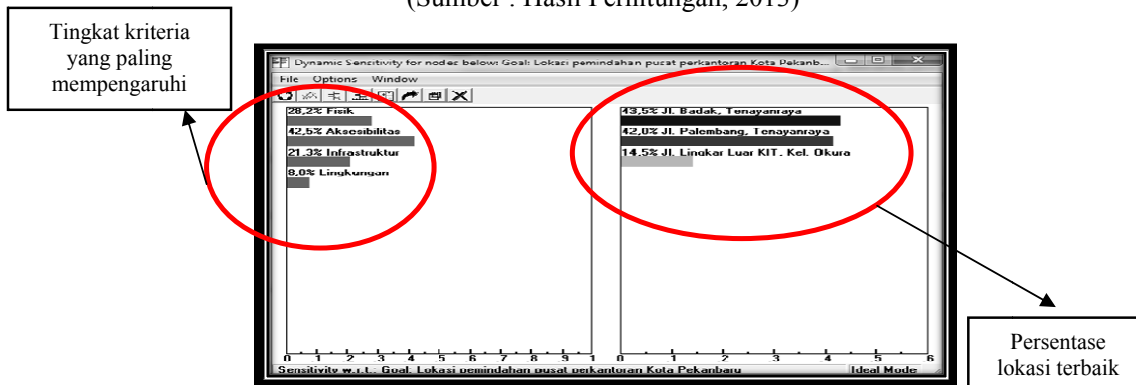 (Sumber : Hasil Perhitungan, 2013)
Tingkat kriteria
yang paling
mempengaruhi
Dynamic Sensitivity for nodes below: Goal: Lokasi pemindahan pusat perkantoran Kota Pekanb...
File Options Window
28,2% Fisik
42,5% Aksesibilitas
21,3% Infrastruktur
8,0% Lingkungan
43,5% Jl. Badak, Tenayanraya
42,0% Jl. Palembang, Tenayanraya
14,5% Jl. Lingkar Luar KIT, Kel. Okura
0 .1 .2 .3 .4 .5 .6 .7 .8 .9 1
0 .1 .2 .3 .4 .5 .6
Sensitivity w.r.t.: Goal: Lokasi pemindahan pusat perkantoran Kota Pekanbaru
Ideal Mode
Persentase
lokasi terbaik